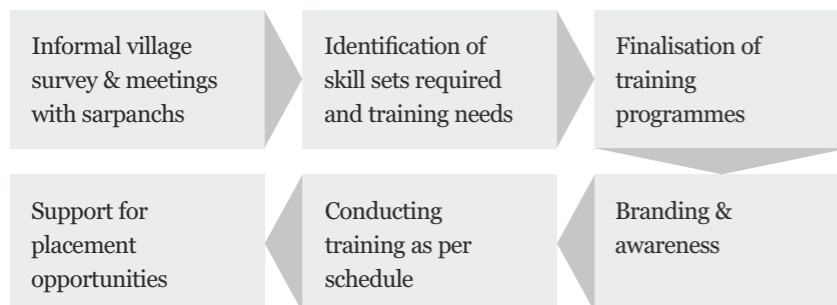 Informal village
survey & meetings
with sarpanchs
Identification of
skill sets required
and training needs
Finalisation of
training
programmes
Branding &
awareness
Conducting
training as per
schedule
Support for
placement
opportunities